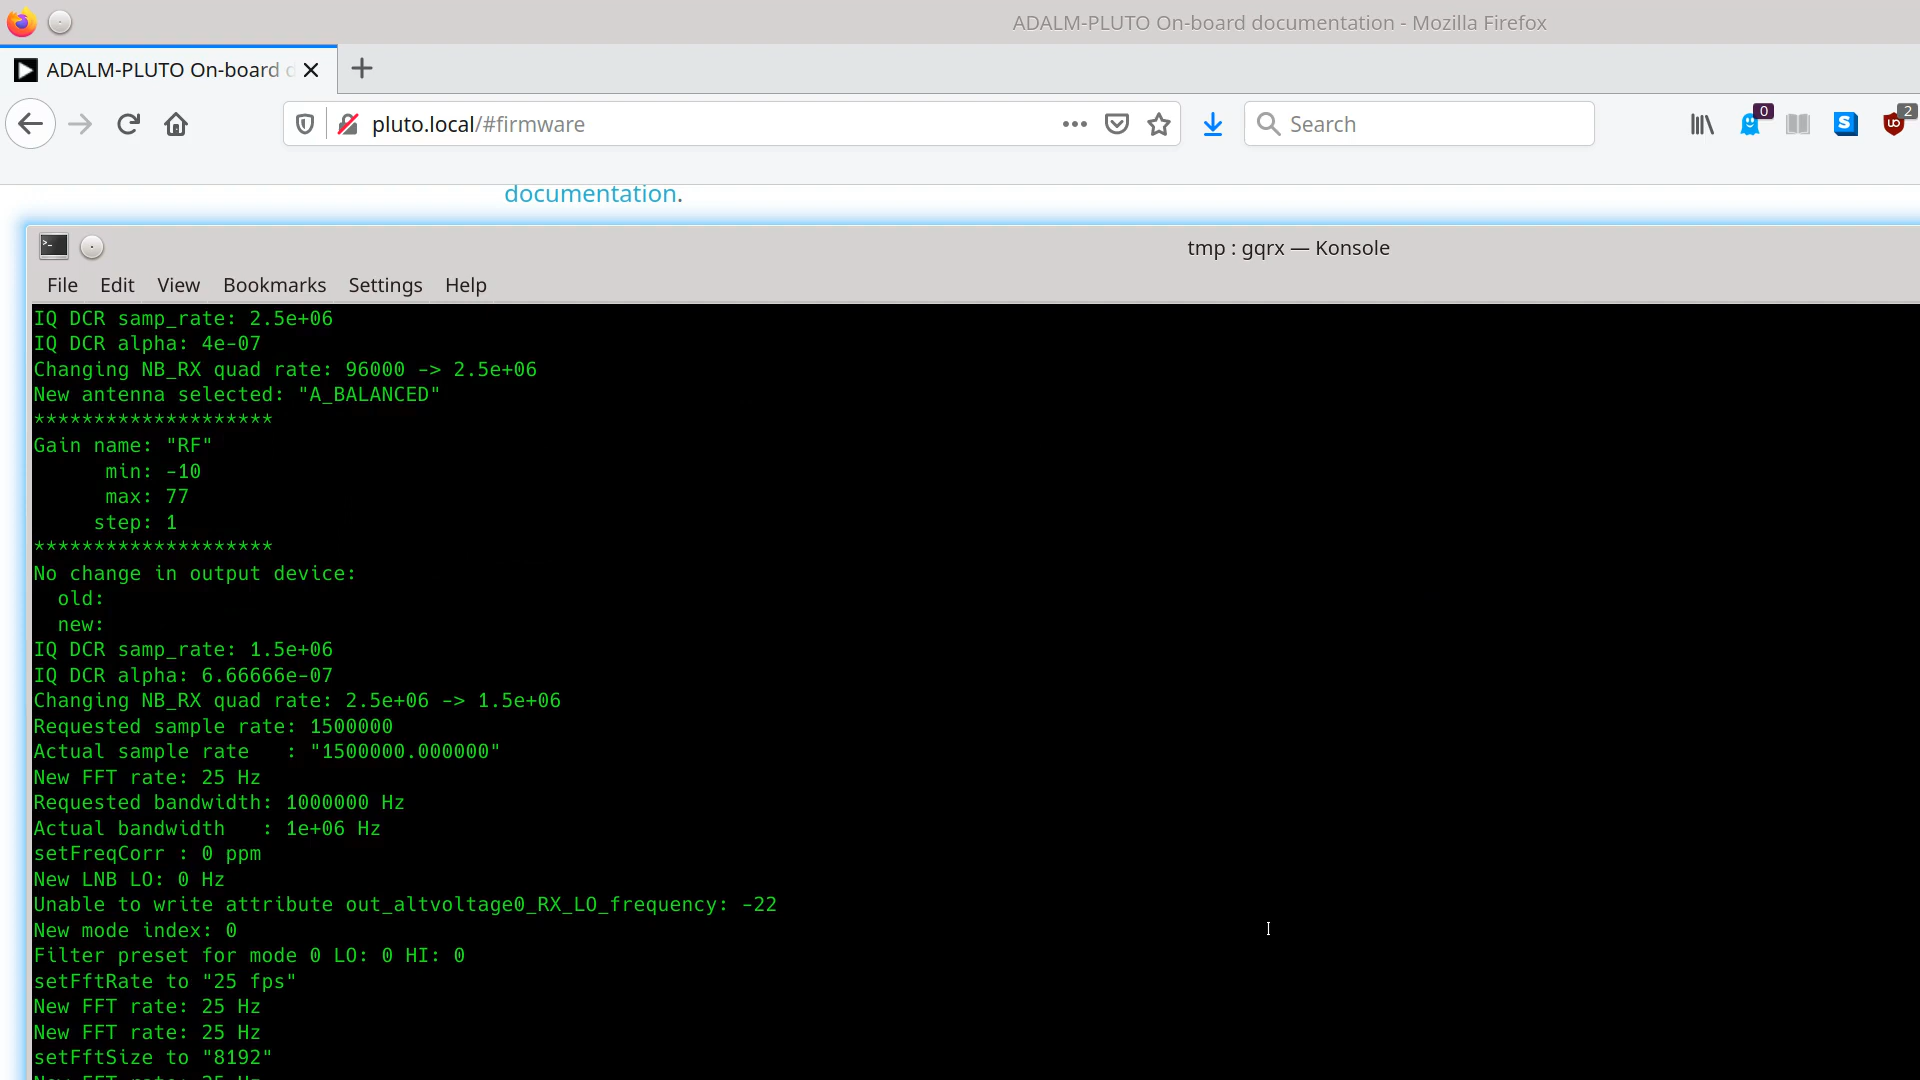 ADALM-PLUTO On-board documentation - Mozilla Firefox
ADALM-PLUTO On-board d
pluto.local/#firmware
Search
0
S
uo
2
documentation.
tmp : gqrx — Konsole
File Edit View Bookmarks Settings Help
IQ DCR samp_rate: 2.5e+06
IQ DCR alpha: 4e-07
Changing NB_RX quad rate: 96000 -> 2.5e+06
New antenna selected: "A_BALANCED"
********************
Gain name: "RF"
      min: -10
      max: 77
     step: 1
********************
No change in output device:
  old:
  new:
IQ DCR samp_rate: 1.5e+06
IQ DCR alpha: 6.66666e-07
Changing NB_RX quad rate: 2.5e+06 -> 1.5e+06
Requested sample rate: 1500000
Actual sample rate   : "1500000.000000"
New FFT rate: 25 Hz
Requested bandwidth: 1000000 Hz
Actual bandwidth   : 1e+06 Hz
setFreqCorr : 0 ppm
New LNB LO: 0 Hz
Unable to write attribute out_altvoltage0_RX_LO_frequency: -22
New mode index: 0
Filter preset for mode 0 LO: 0 HI: 0
setFftRate to "25 fps"
New FFT rate: 25 Hz
New FFT rate: 25 Hz
setFftSize to "8192"
New FFT rate: 25 Hz